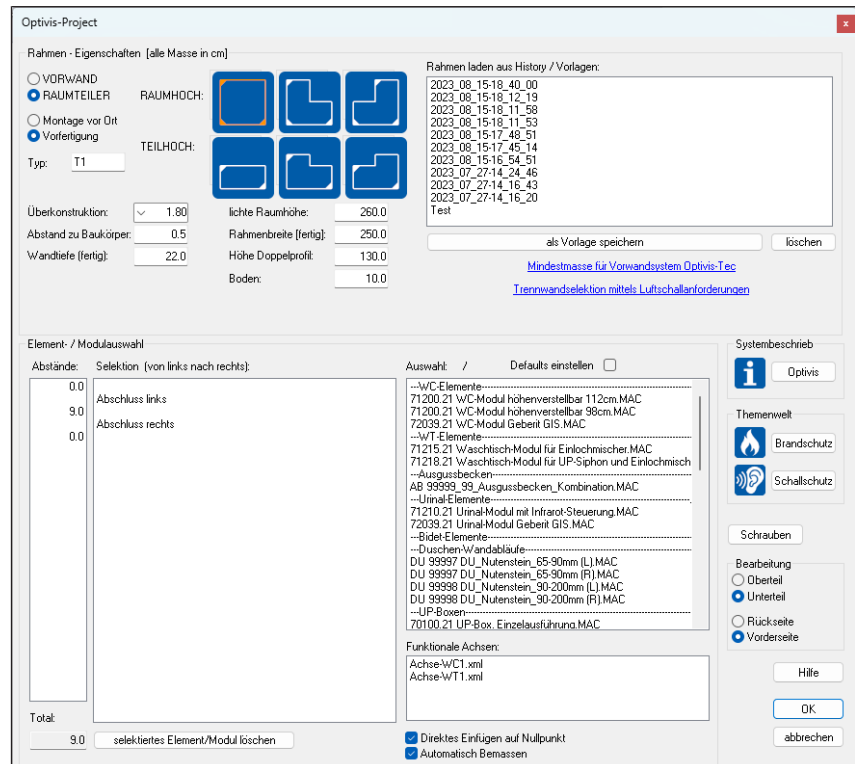 Optivis-Project
x
Rahmen - Eigenschaften [alle Masse in cm]
VORWAND
RAUMTEILER
RAUMHOCH:
Montage vor Ort
Vorfertigung
TEILHOCH:
Typ: T1
Überkonstruktion: 1.80
lichte Raumhöhe: 260.0
Abstand zu Baukörper: 0.5
Rahmenbreite [fertig]: 250.0
Wandtiefe (fertig): 22.0
Höhe Doppelprofil: 130.0
Boden: 10.0
Rahmen laden aus History / Vorlagen:
2023_08_15-18_40_00
2023_08_15-18_12_19
2023_08_15-18_11_58
2023_08_15-18_11_53
2023_08_15-17_48_51
2023_08_15-17_45_14
2023_08_15-16_54_51
2023_07_27-14_24_46
2023_07_27-14_16_43
2023_07_27-14_16_20
Test
als Vorlage speichern
löschen
Mindestmasse für Vorwandsystem Optivis-Tec
Trennwandselektion mittels Luftschallanforderungen
Element- / Modulauswahl
Abstände: Selektion (von links nach rechts):
0.0
Abschluss links
9.0
Abschluss rechts
0.0
Total:
9.0
selektiertes Element/Modul löschen
Auswahl: / Defaults einstellen
---WC-Elemente---
71200.21 WC-Modul höhenverstellbar 112cm.MAC
71200.21 WC-Modul höhenverstellbar 98cm.MAC
72039.21 WC-Modul Geberit GIS.MAC
---WT-Elemente---
71215.21 Waschtisch-Modul für Einlochmischer.MAC
71218.21 Waschtisch-Modul für UP-Siphon und Einlochmisch
---Ausgussbecken---
AB 99999_99_Ausgussbecken_Kombination.MAC
---Urinal-Elemente---
71210.21 Urinal-Modul mit Infrarot-Steuerung.MAC
72039.21 Urinal-Modul Geberit GIS.MAC
---Bidet-Elemente---
---Duschen-Wandabläufe---
DU 99997 DU_Nutenstein_65-90mm (L).MAC
DU 99997 DU_Nutenstein_65-90mm (R).MAC
DU 99998 DU_Nutenstein_90-200mm (L).MAC
DU 99998 DU_Nutenstein_90-200mm (R).MAC
---UP-Boxen---
70100.21 UP-Box. Einzelausführung.MAC
Funktionale Achsen:
Achse-WC1.xml
Achse-WT1.xml
Direktes Einfügen auf Nullpunkt
Automatisch Bemassen
Systembeschrieb
Optivis
Themenwelt
Brandschutz
Schallschutz
Schrauben
Bearbeitung
Oberteil
Unterteil
Rückseite
Vorderseite
Hilfe
OK
abbrechen